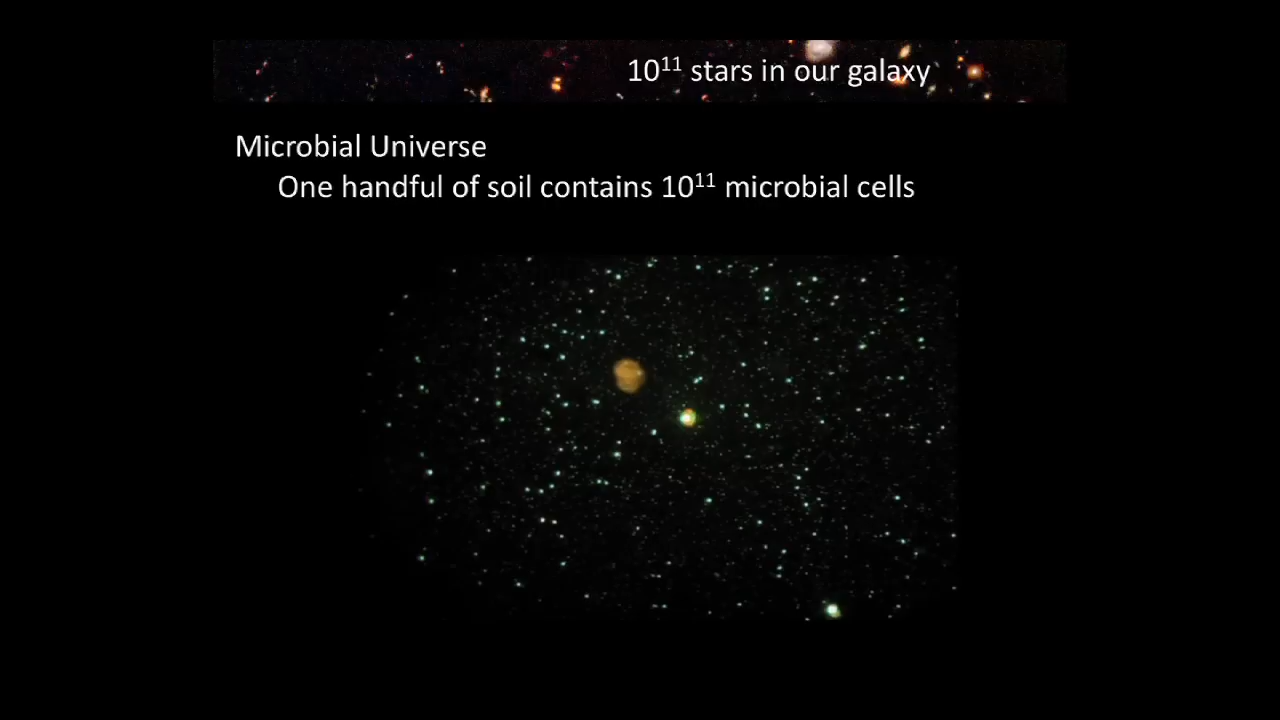 10¹¹ stars in our galaxy
Microbial Universe
One handful of soil contains 10¹¹ microbial cells